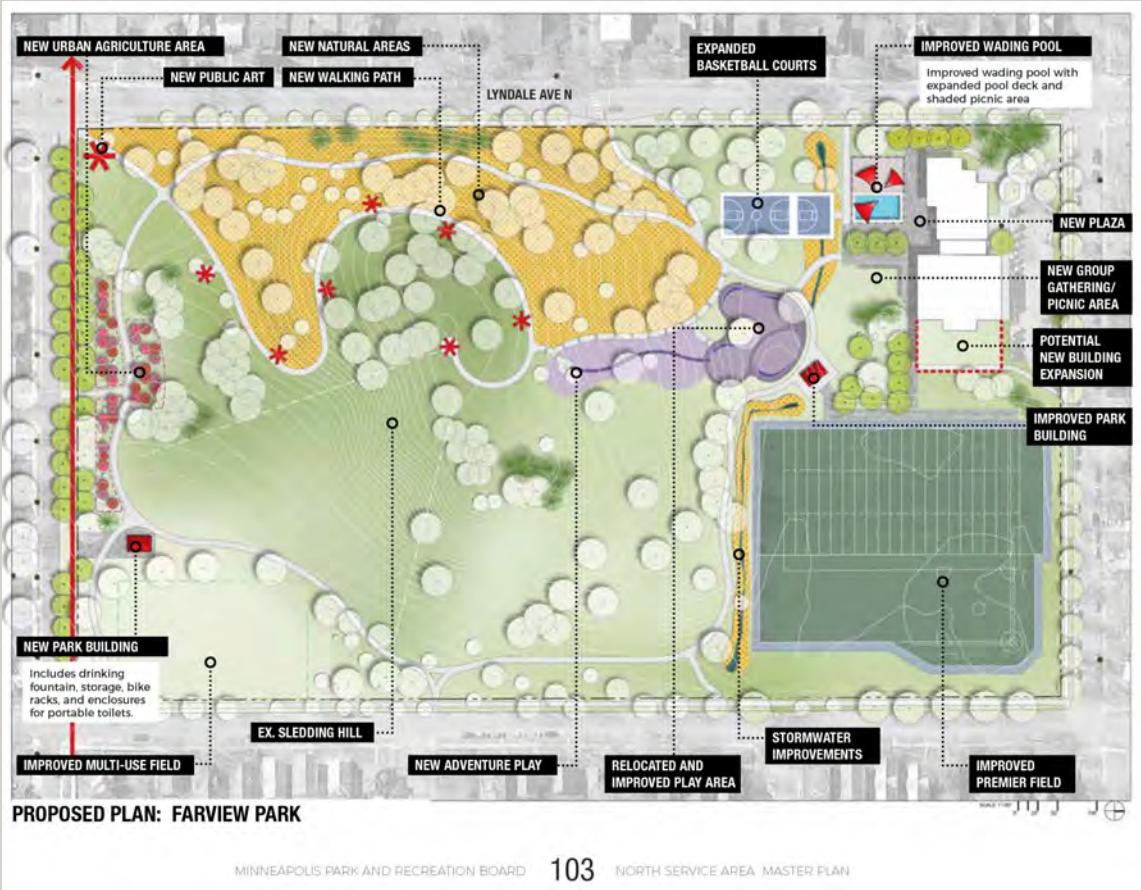 NEW URBAN AGRICULTURE AREA
NEW PUBLIC ART
NEW NATURAL AREAS
NEW WALKING PATH
LYNDALE AVE N
EXPANDED
BASKETBALL COURTS
IMPROVED WADING POOL
Improved wading pool with
expanded pool deck and
shaded picnic area
NEW PLAZA
NEW GROUP
GATHERING/
PICNIC AREA
POTENTIAL
NEW BUILDING
EXPANSION
IMPROVED PARK
BUILDING
NEW PARK BUILDING
Includes drinking
fountain, storage, bike
racks, and enclosures
for portable toilets.
IMPROVED MULTI-USE FIELD
EX. SLEDDING HILL
NEW ADVENTURE PLAY
RELOCATED AND
IMPROVED PLAY AREA
STORMWATER
IMPROVEMENTS
IMPROVED
PREMIER FIELD
PROPOSED PLAN: FARVIEW PARK
MINNEAPOLIS PARK AND RECREATION BOARD 103 NORTH SERVICE AREA MASTER PLAN